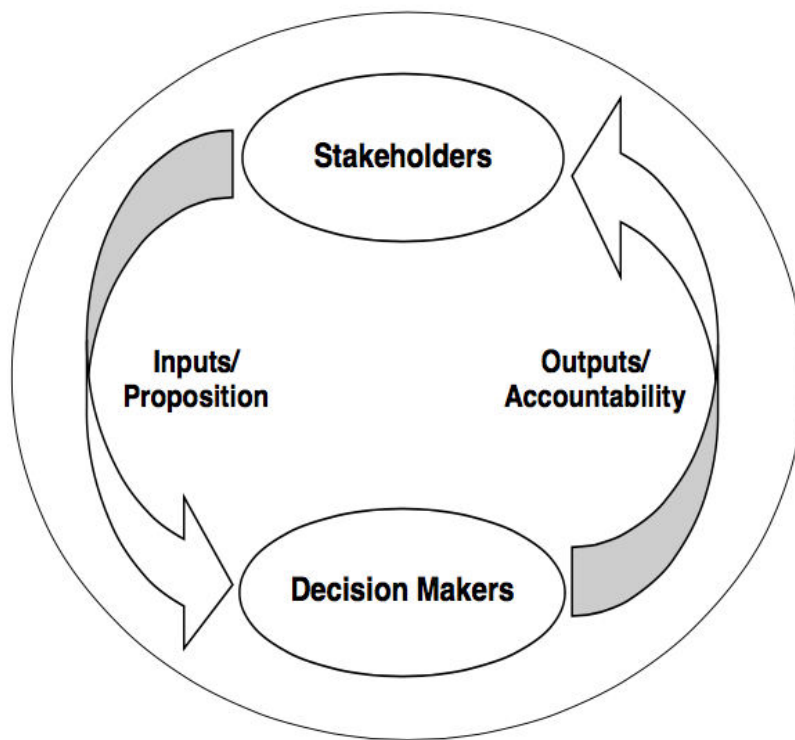 Stakeholders
Inputs/
Proposition
Outputs/
Accountability
Decision Makers